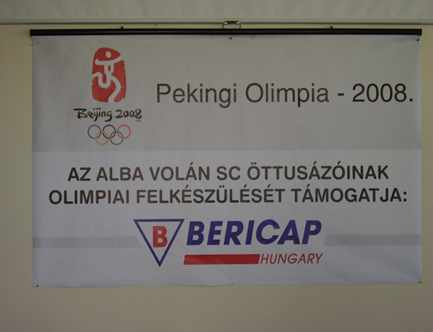 Beijing 2008
Pekingi Olimpia - 2008.
AZ ALBA VOLÁN SC ÖTTUSÁZÓINAK
OLIMPIAI FELKÉSZÜLÉSÉT TÁMOGATJA:
B BERICAP
HUNGARY